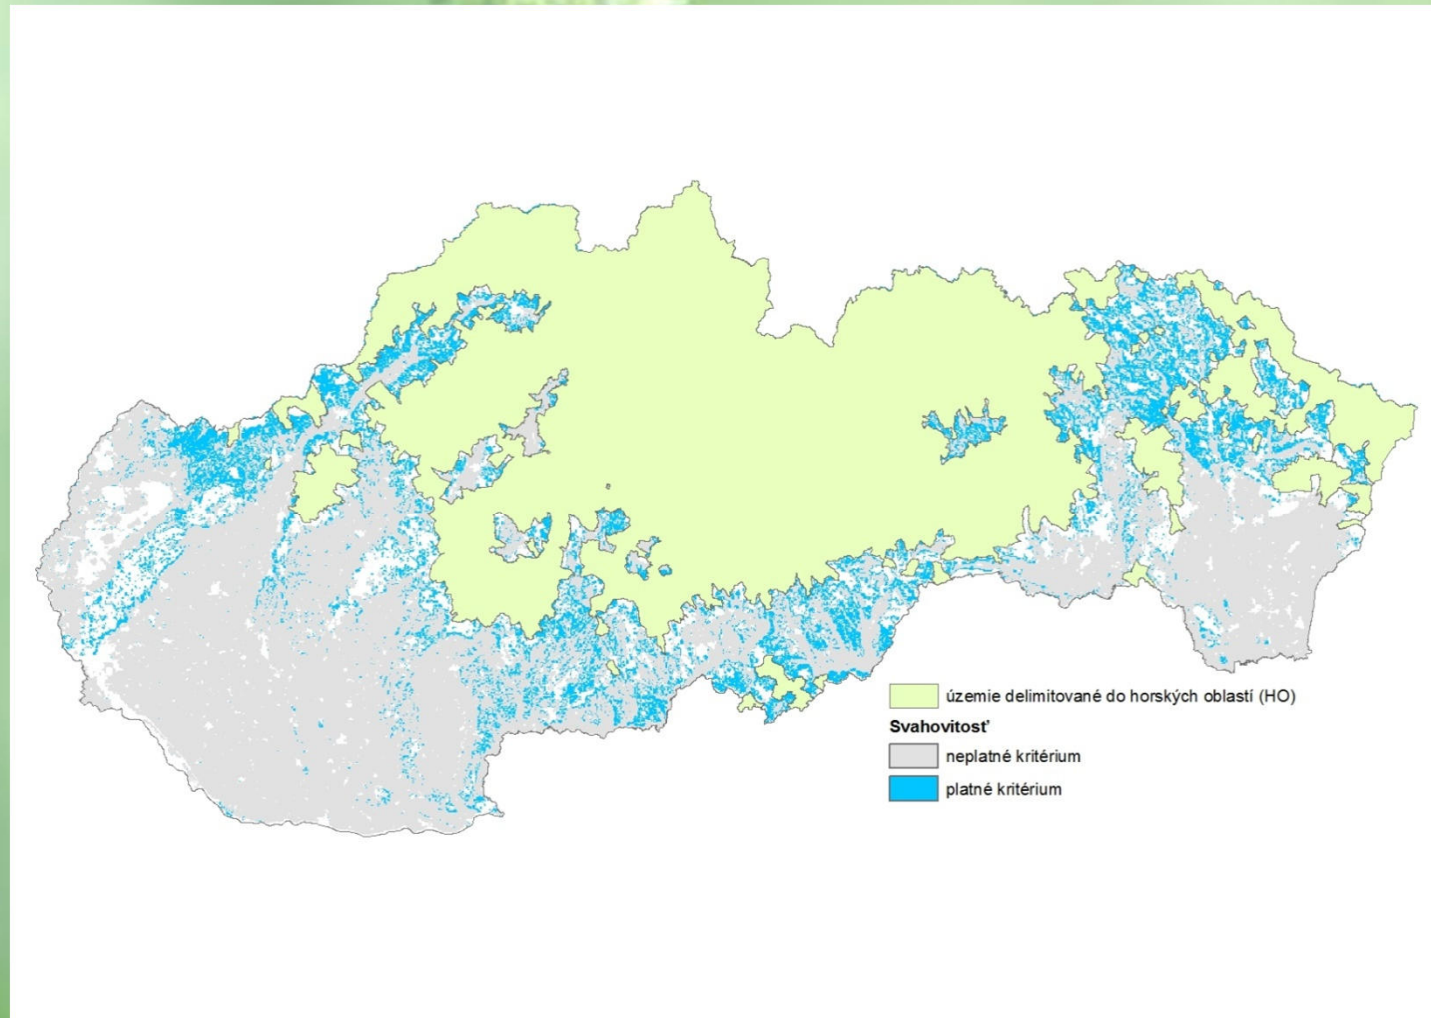 územie delimitované do horských oblastí (HO)
Svahovitosť
neplatné kritérium
platné kritérium